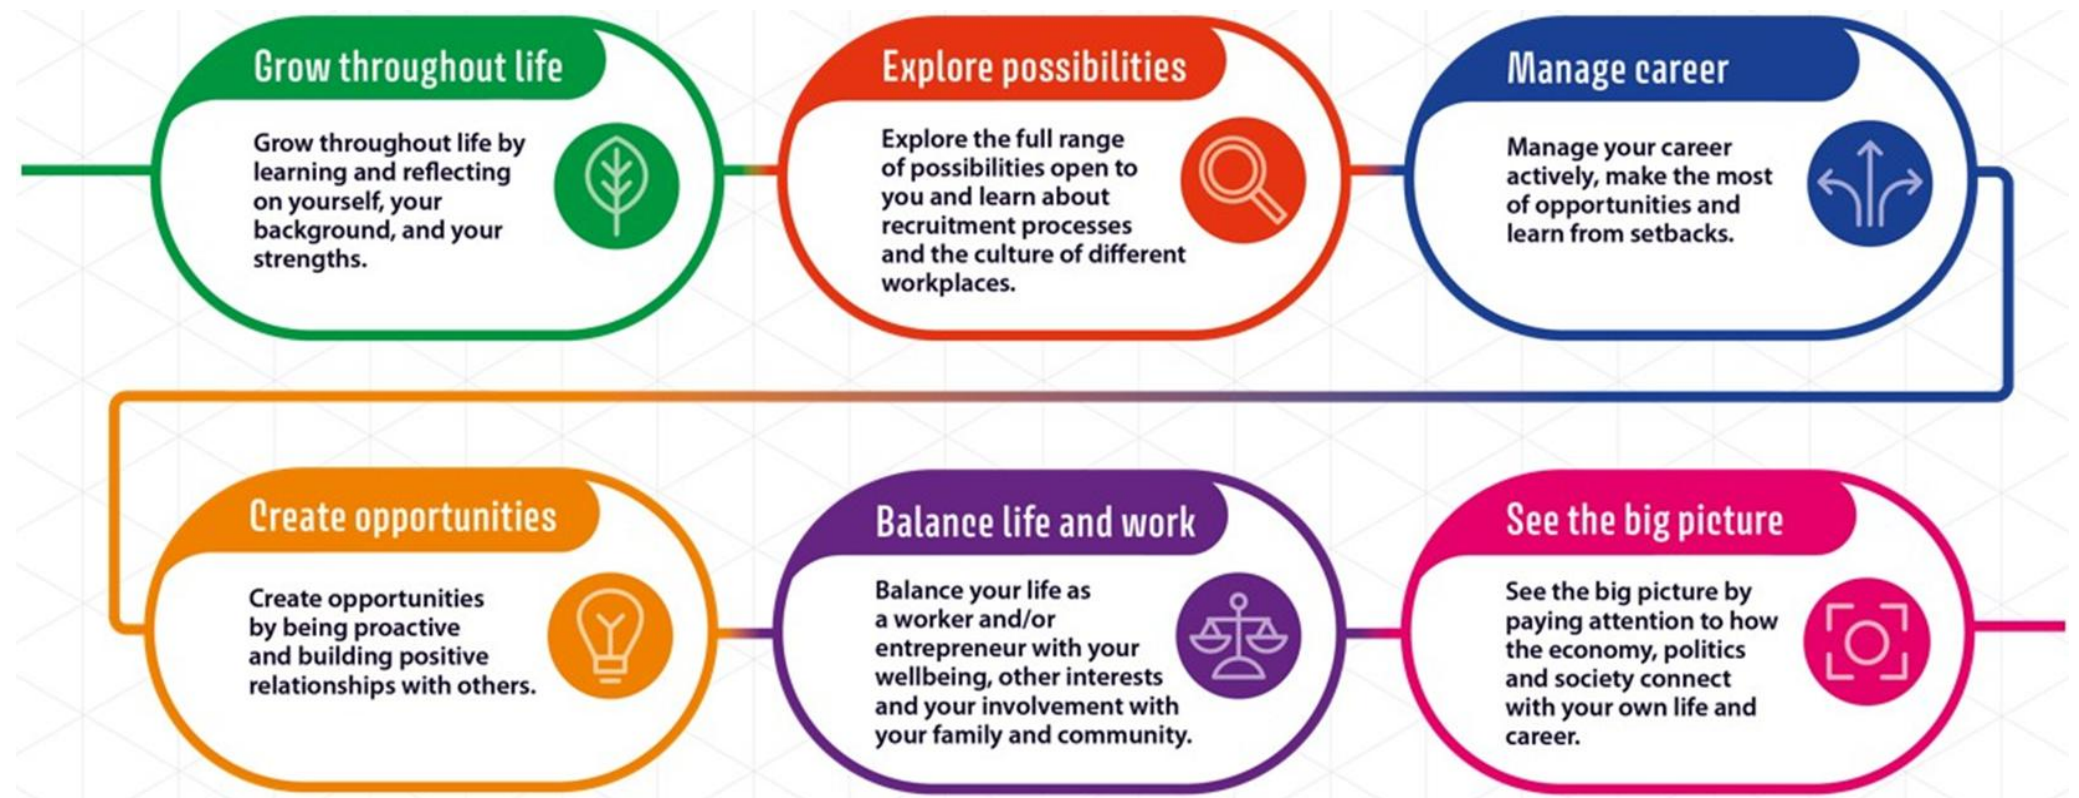 Grow throughout life
Grow throughout life by
learning and reflecting
on yourself, your
background, and your
strengths.
Explore possibilities
Explore the full range
of possibilities open to
you and learn about
recruitment processes
and the culture of different
workplaces.
Manage career
Manage your career
actively, make the most
of opportunities and
learn from setbacks.
Create opportunities
Create opportunities
by being proactive
and building positive
relationships with others.
Balance life and work
Balance your life as
a worker and/or
entrepreneur with your
wellbeing, other interests
and your involvement with
your family and community.
See the big picture
See the big picture by
paying attention to how
the economy, politics
and society connect
with your own life and
career.